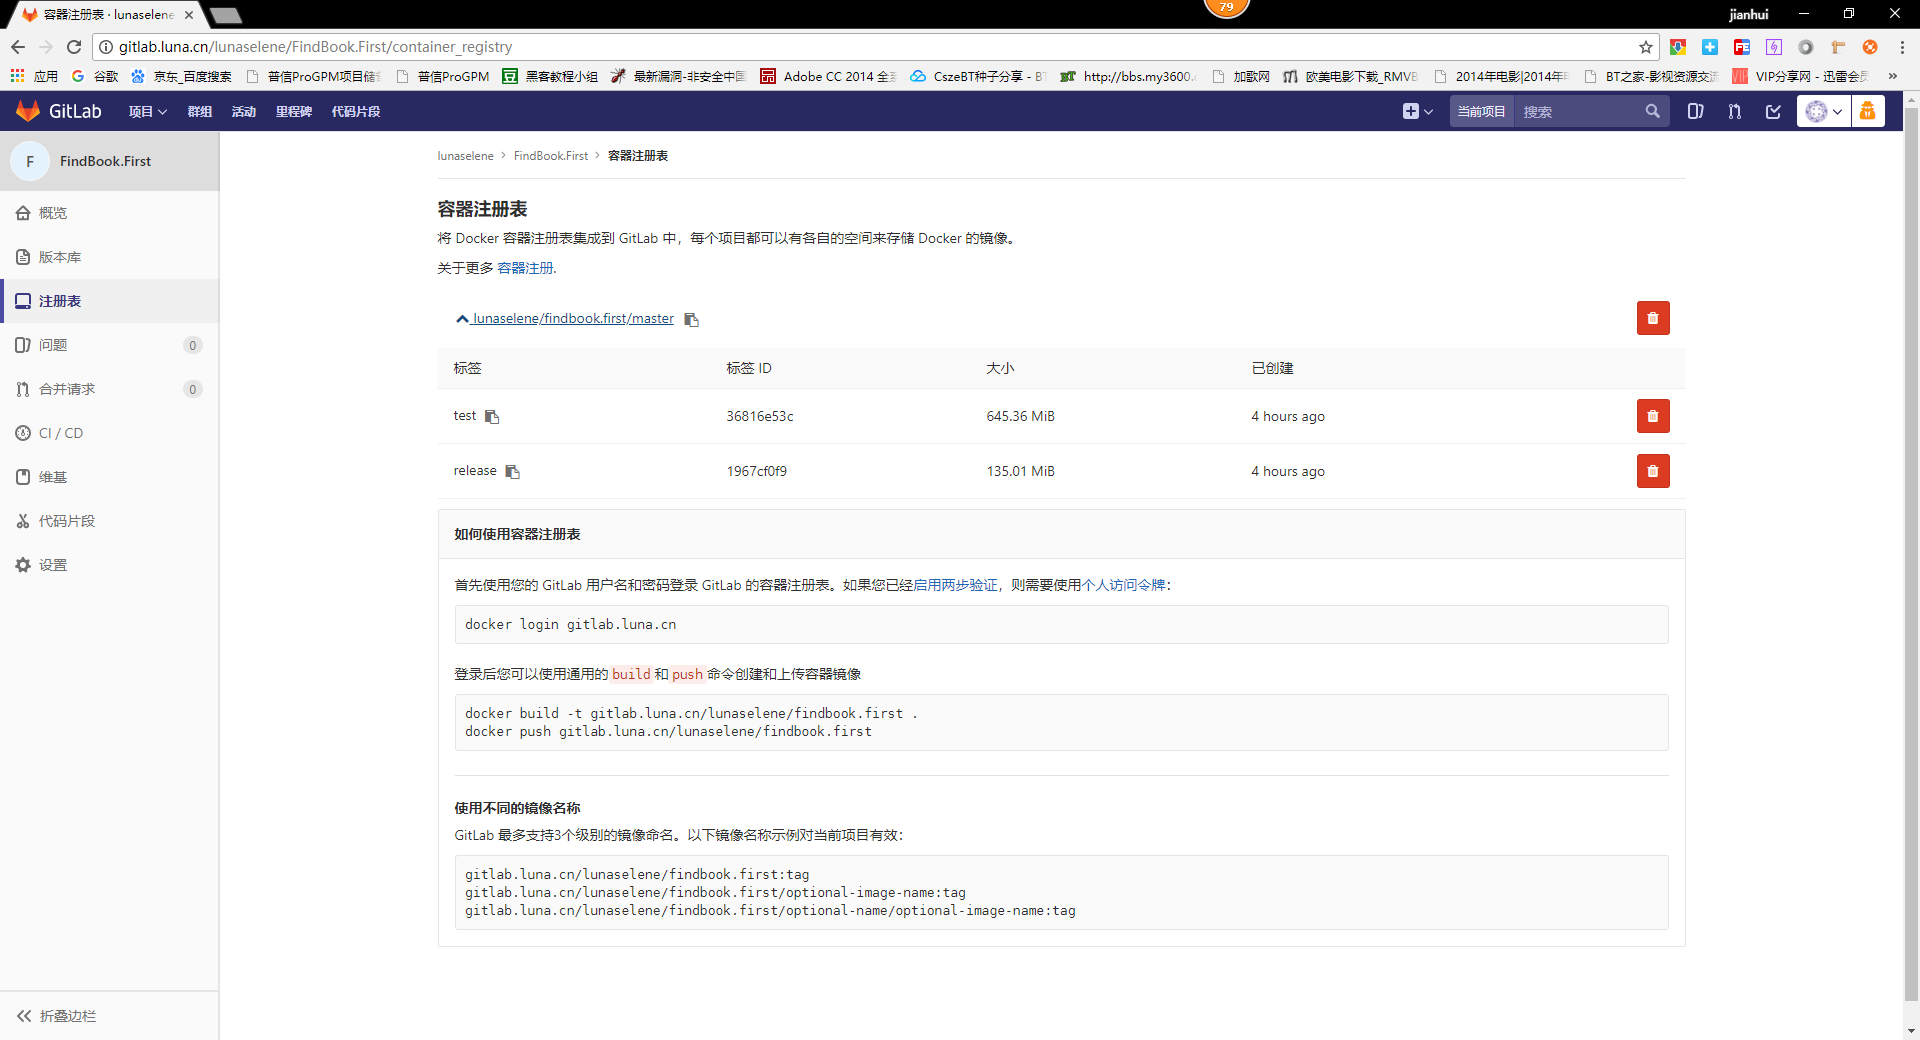 容器注册表 · lunaselene
79
jianhui
gitlab.luna.cn/lunaselene/FindBook.First/container_registry
应用
谷歌
京东_百度搜索
普信ProGPM项目储
普信ProGPM
黑客教程小组
最新漏洞-非安全中国
Adobe CC 2014 全
CszeBT种子分享 - B
http://bbs.my3600.
加歌网
欧美电影下载_RMVB
2014年电影|2014年
BT之家-影视资源交流
VIP分享网 - 迅雷会员
GitLab
项目
群组
活动
里程碑
代码片段
当前项目
搜索
F
FindBook.First
概览
版本库
注册表
问题
0
合并请求
0
CI / CD
维基
代码片段
设置
折叠边栏
lunaselene > FindBook.First > 容器注册表
容器注册表
将 Docker 容器注册表集成到 GitLab 中，每个项目都可以有各自的空间来存储 Docker 的镜像。
关于更多 容器注册.
lunaselene/findbook.first/master
标签 标签 ID 大小 已创建
test 36816e53c 645.36 MiB 4 hours ago
release 1967cf0f9 135.01 MiB 4 hours ago
如何使用容器注册表
首先使用您的 GitLab 用户名和密码登录 GitLab 的容器注册表。如果您已经启用两步验证，则需要使用个人访问令牌：
docker login gitlab.luna.cn
登录后您可以使用通用的 build 和 push 命令创建和上传容器镜像
docker build -t gitlab.luna.cn/lunaselene/findbook.first .
docker push gitlab.luna.cn/lunaselene/findbook.first
使用不同的镜像名称
GitLab 最多支持3个级别的镜像命名。以下镜像名称示例对当前项目有效：
gitlab.luna.cn/lunaselene/findbook.first:tag
gitlab.luna.cn/lunaselene/findbook.first/optional-image-name:tag
gitlab.luna.cn/lunaselene/findbook.first/optional-name/optional-image-name:tag